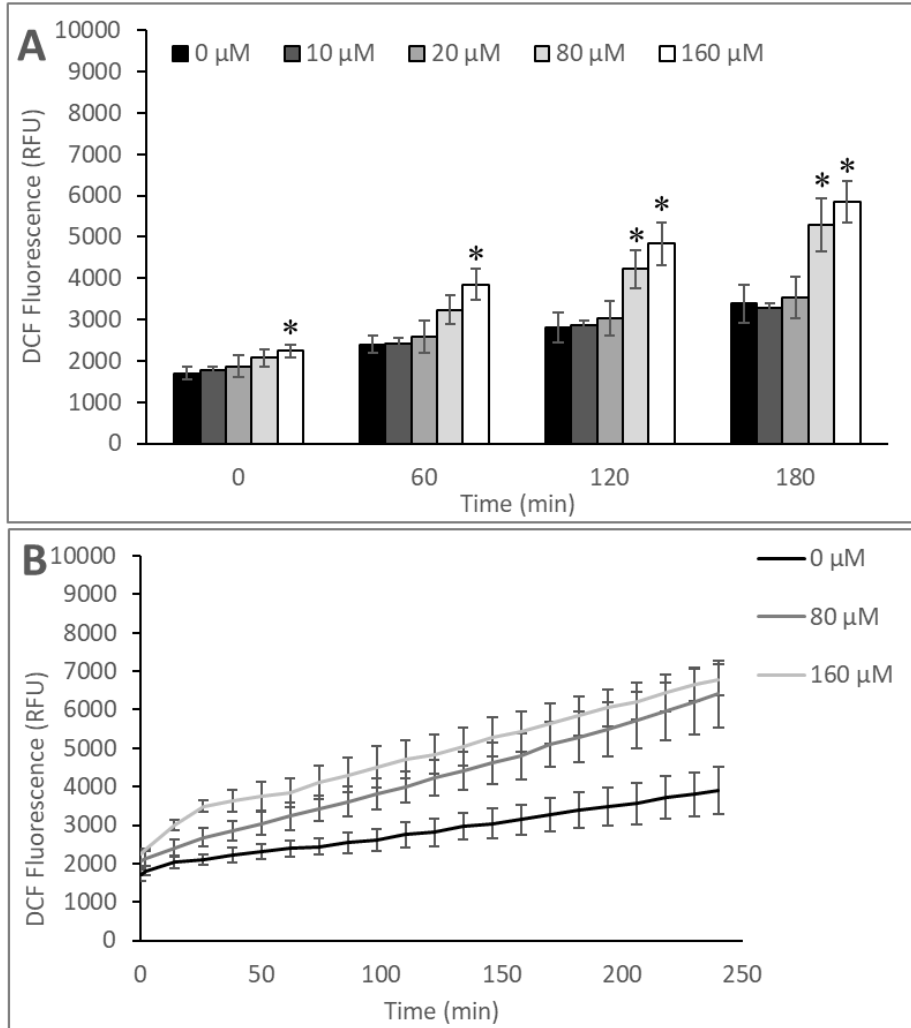 A
0 µM 10 µM 20 µM 80 µM 160 µM
DCF Fluorescence (RFU)
10000
9000
8000
7000
6000
5000
4000
3000
2000
1000
0
* * * * * *
0 60 120 180
Time (min)
B
0 µM
80 µM
160 µM
DCF Fluorescence (RFU)
10000
9000
8000
7000
6000
5000
4000
3000
2000
1000
0
0 50 100 150 200 250
Time (min)